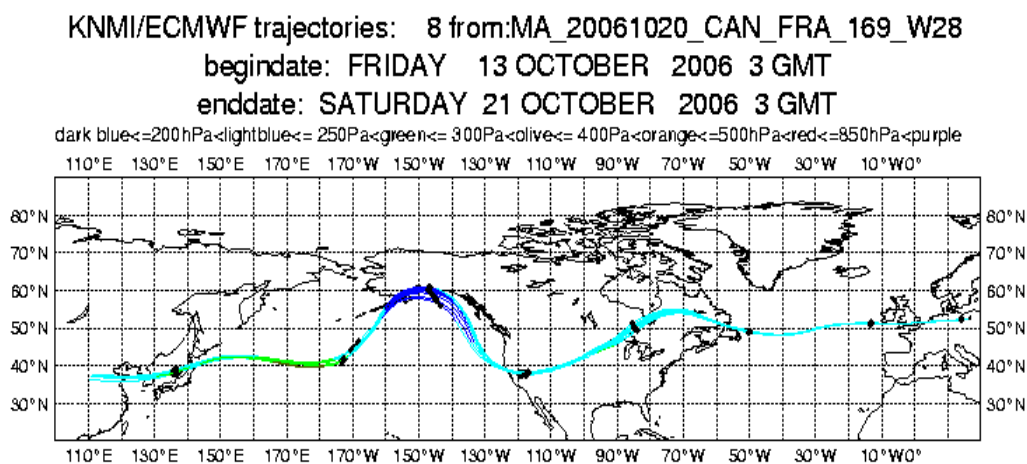 KNMI/ECMWF trajectories: 8 from:MA_20061020_CAN_FRA_169_W28
begindate: FRIDAY 13 OCTOBER 2006 3 GMT
enddate: SATURDAY 21 OCTOBER 2006 3 GMT
dark blue<=200hPa<lightblue<= 250Pa<green<= 300Pa<olive<= 400Pa<orange<=500hPa<red<=850hPa<purple
110°E 130°E 150°E 170°E 170°W 150°W 130°W 110°W 90°W 70°W 50°W 30°W 10°W0°
80°N 80°N
70°N 70°N
60°N 60°N
50°N 50°N
40°N 40°N
30°N 30°N
110°E 130°E 150°E 170°E 170°W 150°W 130°W 110°W 90°W 70°W 50°W 30°W 10°W0°